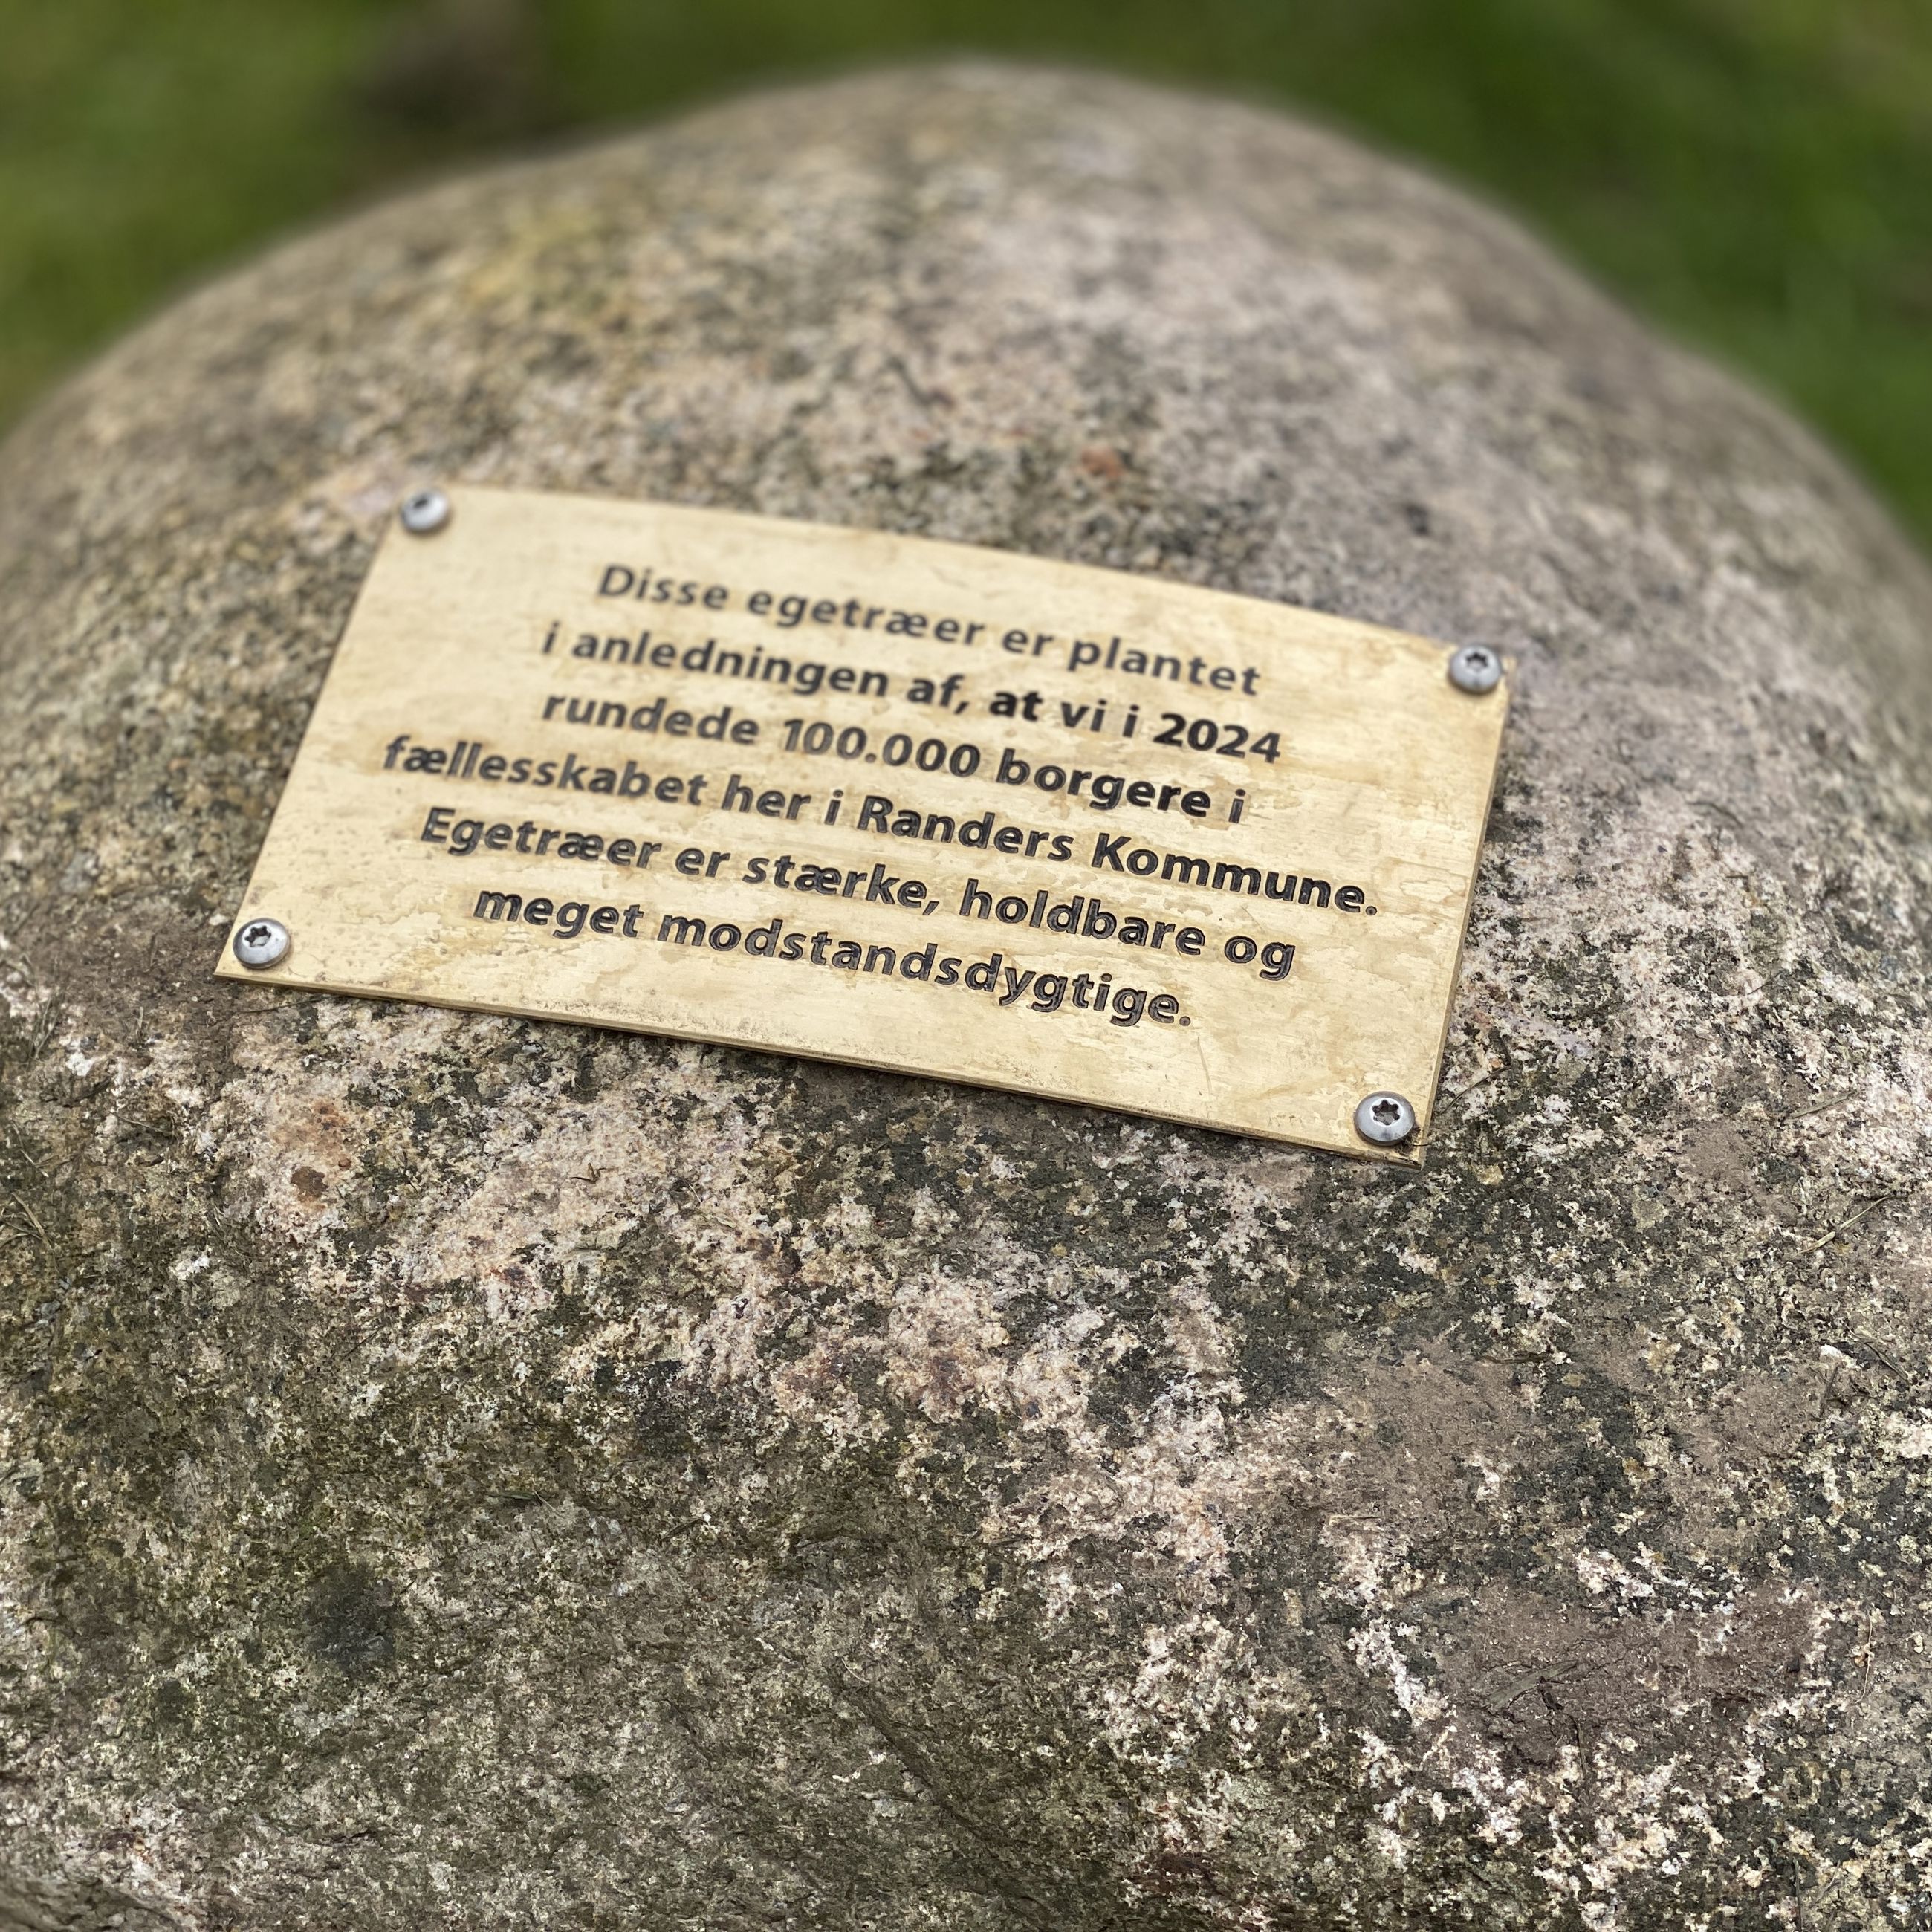 Disse egetræer er plantet
i anledningen af, at vi i 2024
rundede 100.000 borgere i
fællesskabet her i Randers Kommune.
Egetræer er stærke, holdbare og
meget modstandsdygtige.